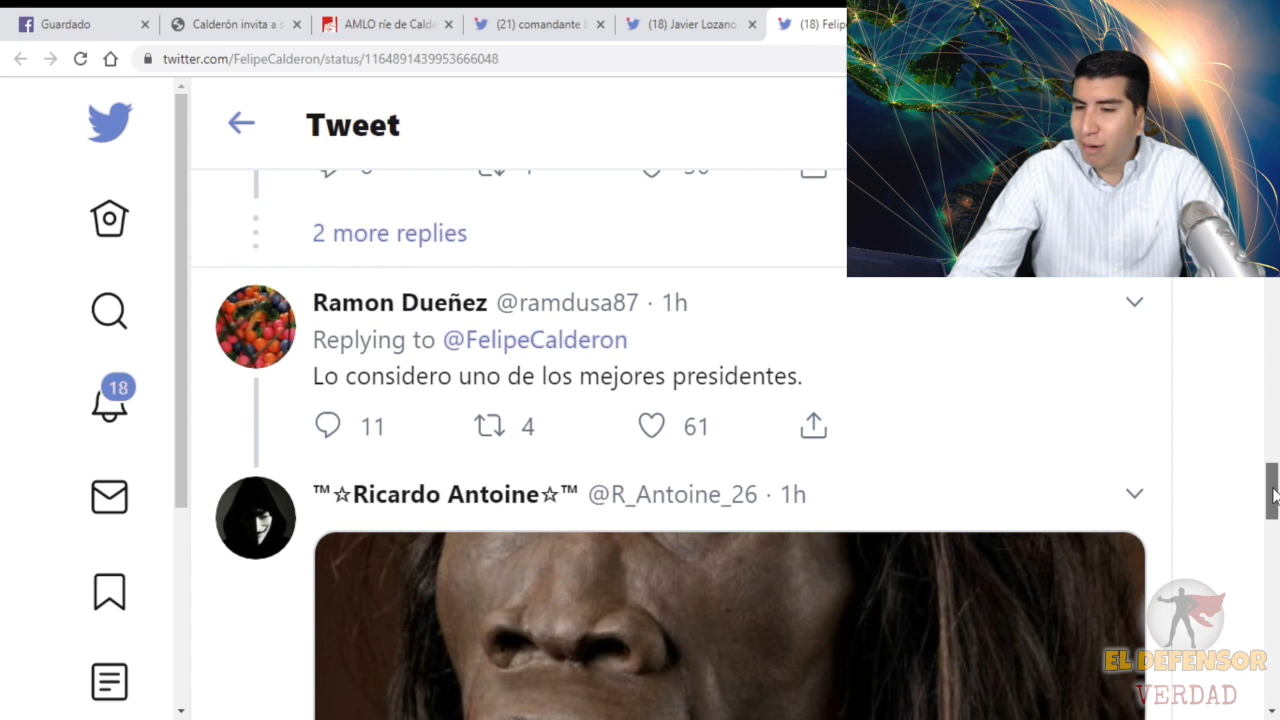 Guardado
Calderón invita a s
AMLO ríe de Calde
(21) comandante b
(18) Javier Lozano
(18) Felip
twitter.com/FelipeCalderon/status/1164891439953666048
Tweet
2 more replies
Ramon Dueñez @ramdusa87 · 1h
Replying to @FelipeCalderon
Lo considero uno de los mejores presidentes.
11 4 61
18
™☆Ricardo Antoine☆™ @R_Antoine_26 · 1h
EL DEFENSOR
VERDAD